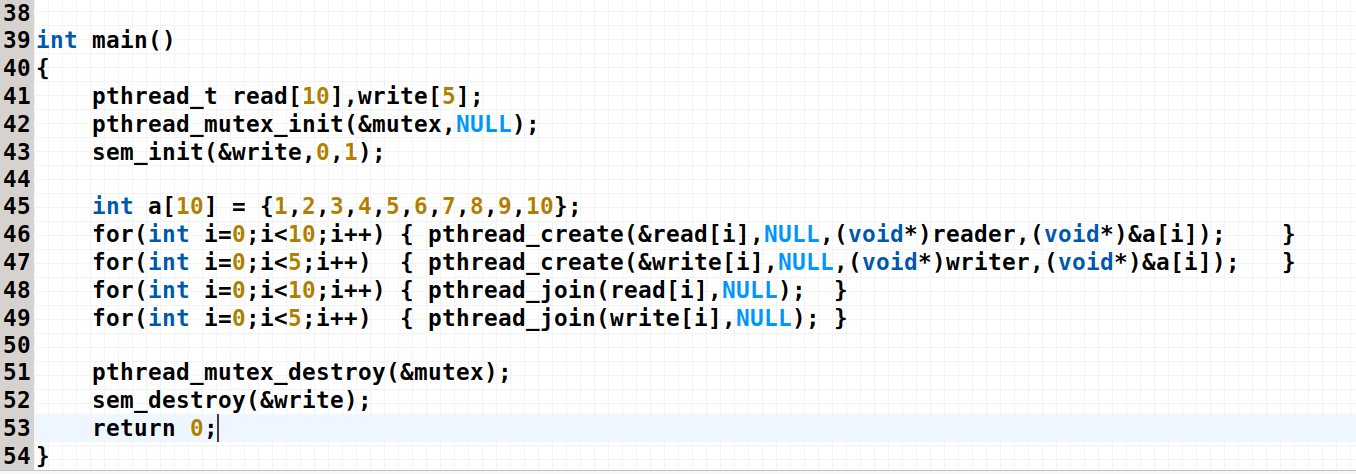 38
39 int main()
40 {
41     pthread_t read[10],write[5];
42     pthread_mutex_init(&mutex,NULL);
43     sem_init(&write,0,1);
44
45     int a[10] = {1,2,3,4,5,6,7,8,9,10};
46     for(int i=0;i<10;i++) { pthread_create(&read[i],NULL,(void*)reader,(void*)&a[i]);    }
47     for(int i=0;i<5;i++)  { pthread_create(&write[i],NULL,(void*)writer,(void*)&a[i]);   }
48     for(int i=0;i<10;i++) { pthread_join(read[i],NULL);  }
49     for(int i=0;i<5;i++)  { pthread_join(write[i],NULL); }
50
51     pthread_mutex_destroy(&mutex);
52     sem_destroy(&write);
53     return 0;
54 }